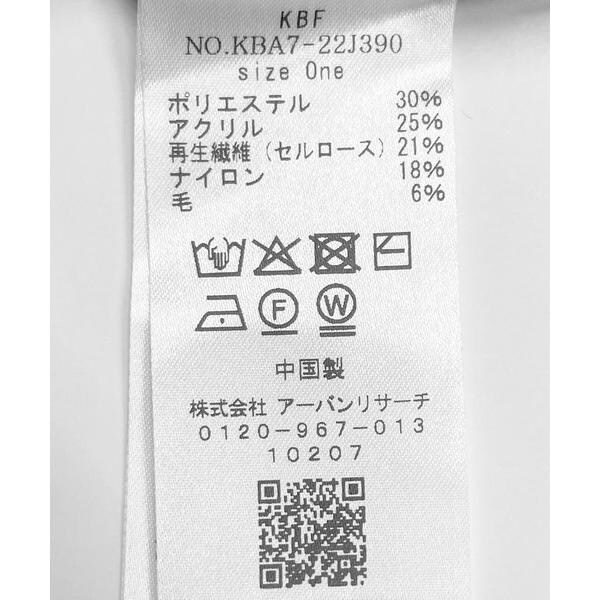 KBF
NO.KBA7-22J390
size One
ポリエステル 30%
アクリル 25%
再生繊維(セルロース) 21%
ナイロン 18%
毛 6%
F W
中国製
株式会社 アーバンリサーチ
0120-967-013
10207